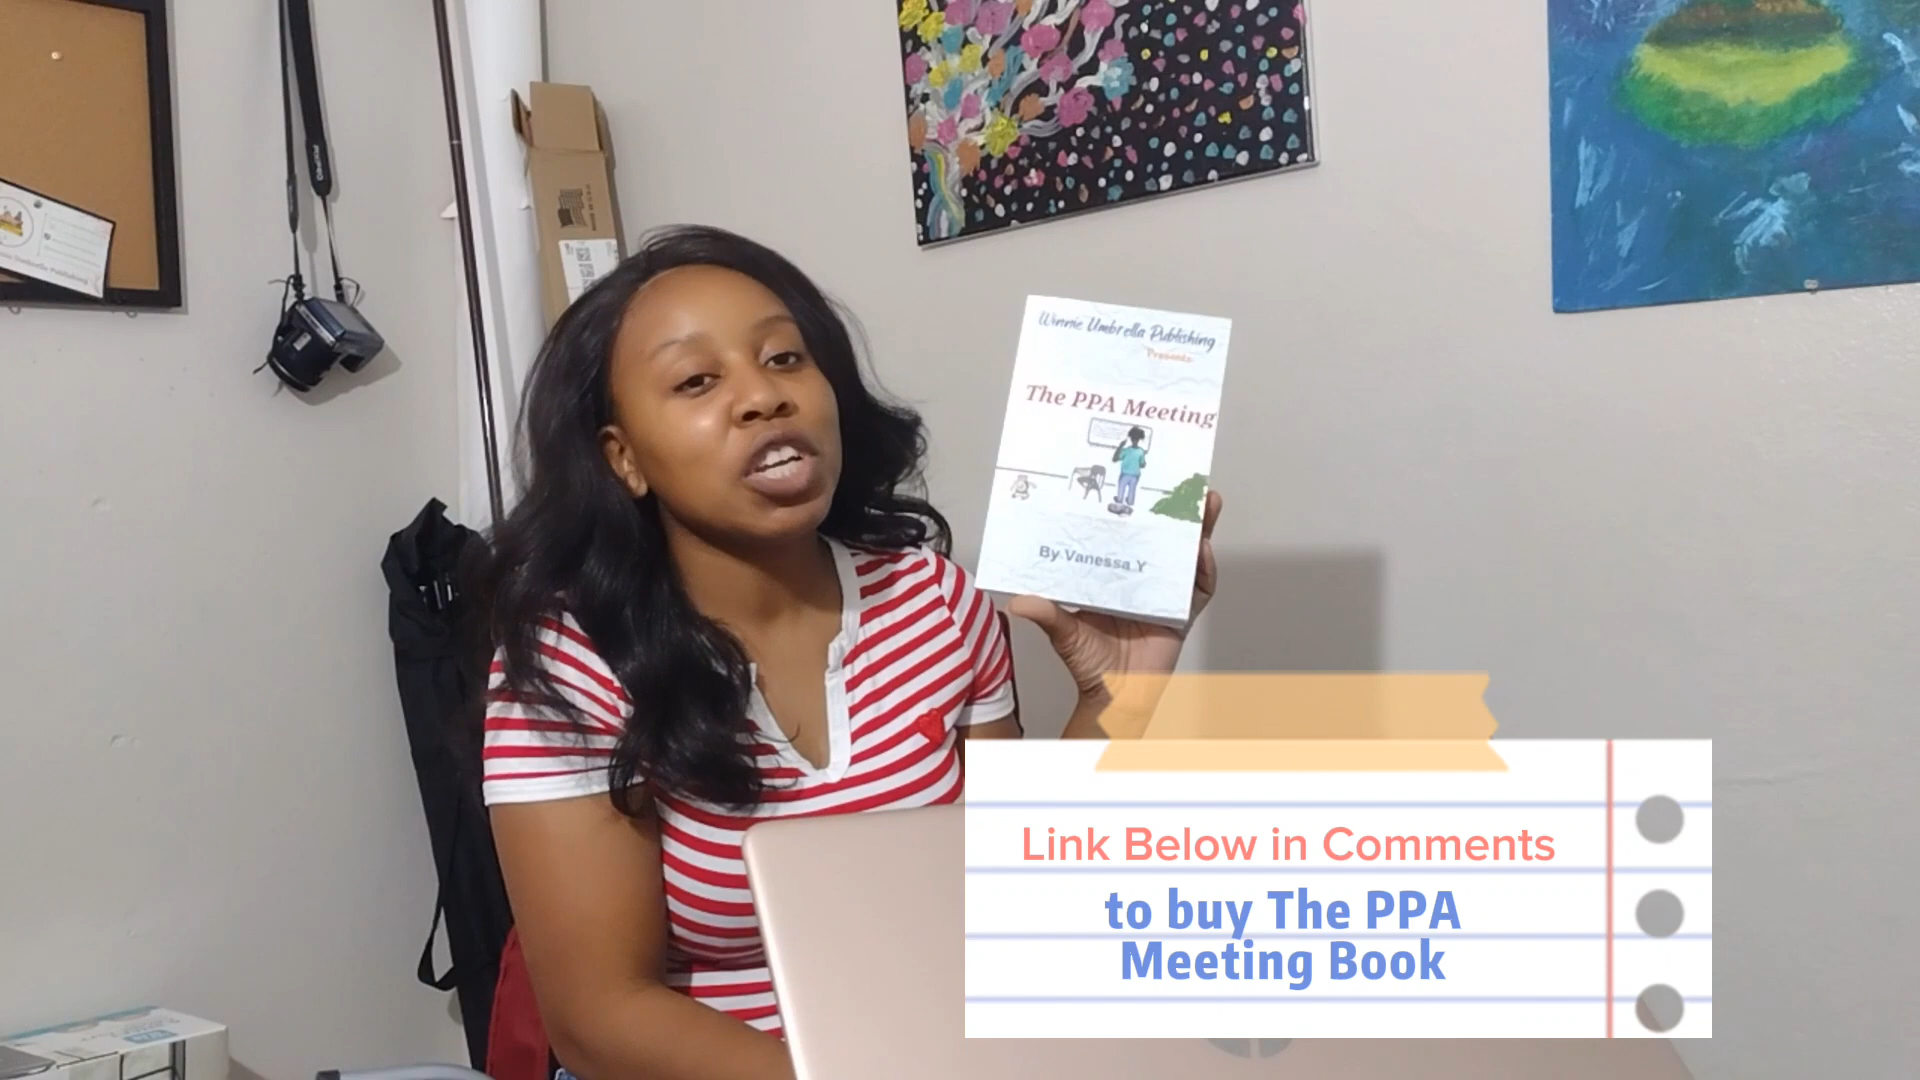 Winnie Umbrella Publishing
Presents
The PPA Meeting
By Vanessa Y
Link Below in Comments
to buy The PPA
Meeting Book